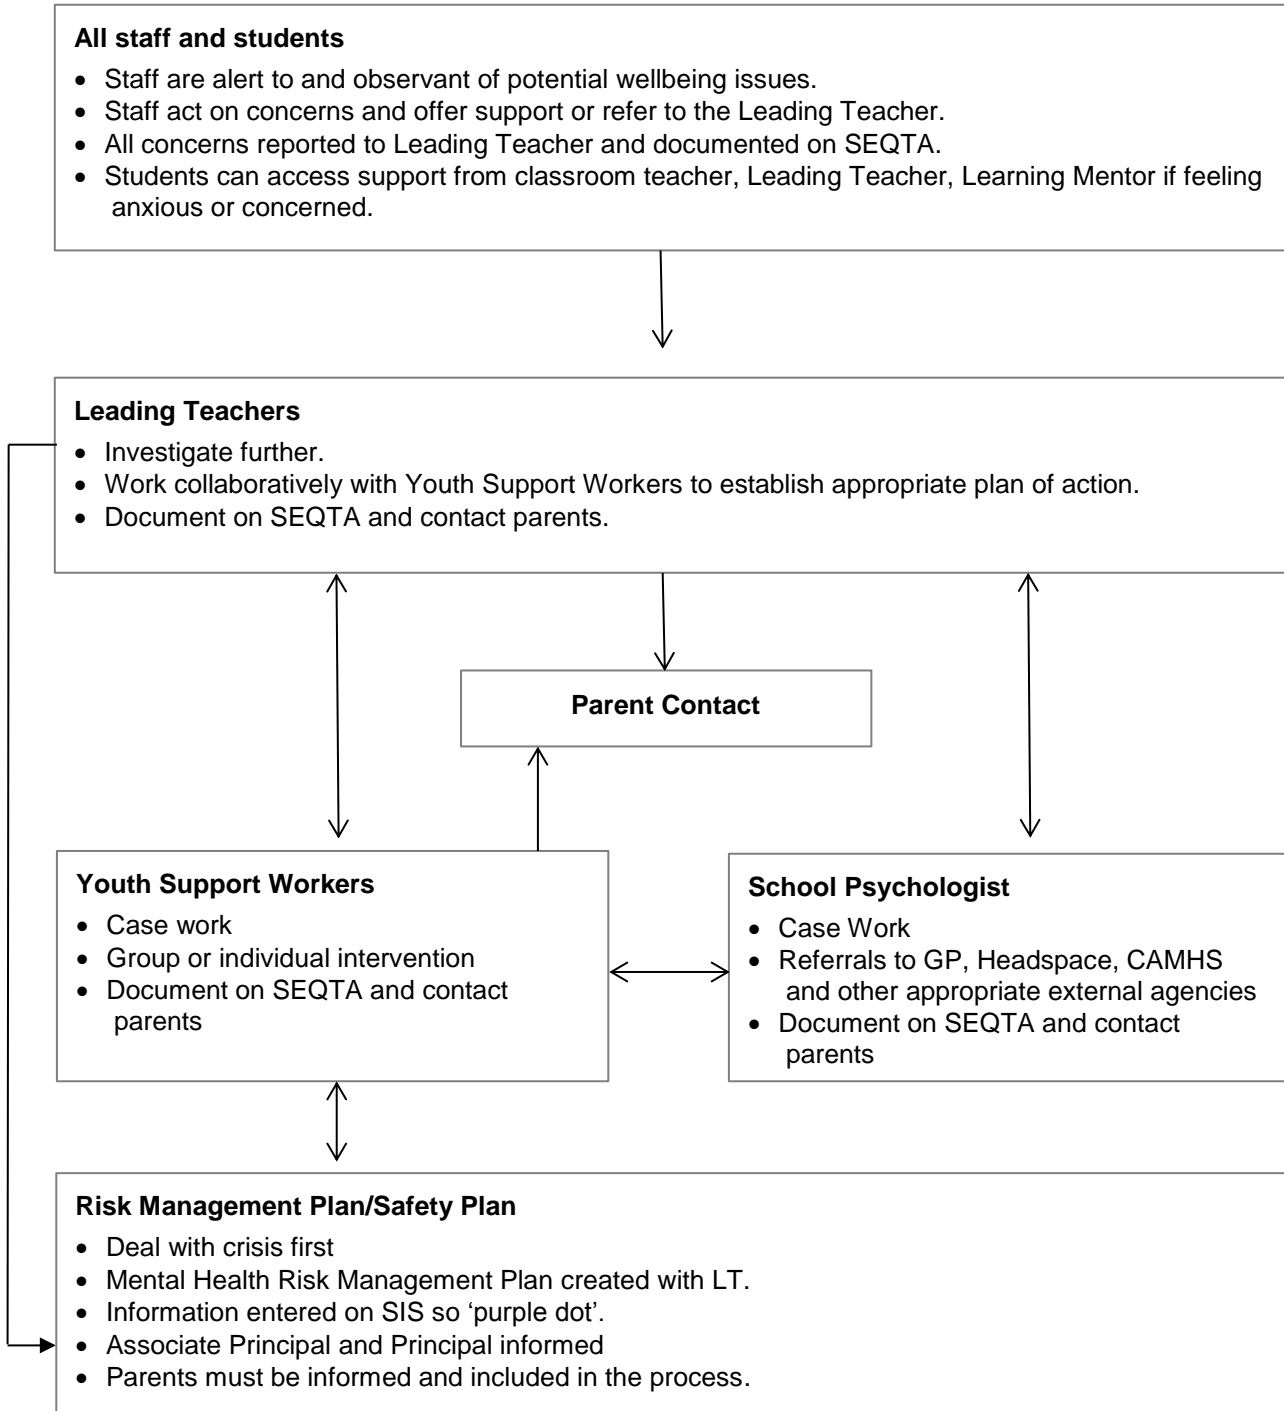 All staff and students
• Staff are alert to and observant of potential wellbeing issues.
• Staff act on concerns and offer support or refer to the Leading Teacher.
• All concerns reported to Leading Teacher and documented on SEQTA.
• Students can access support from classroom teacher, Leading Teacher, Learning Mentor if feeling
anxious or concerned.
Leading Teachers
• Investigate further.
• Work collaboratively with Youth Support Workers to establish appropriate plan of action.
• Document on SEQTA and contact parents.
Parent Contact
Youth Support Workers
• Case work
• Group or individual intervention
• Document on SEQTA and contact
parents
School Psychologist
• Case Work
• Referrals to GP, Headspace, CAMHS
and other appropriate external agencies
• Document on SEQTA and contact
parents
Risk Management Plan/Safety Plan
• Deal with crisis first
• Mental Health Risk Management Plan created with LT.
• Information entered on SIS so ‘purple dot’.
• Associate Principal and Principal informed
• Parents must be informed and included in the process.